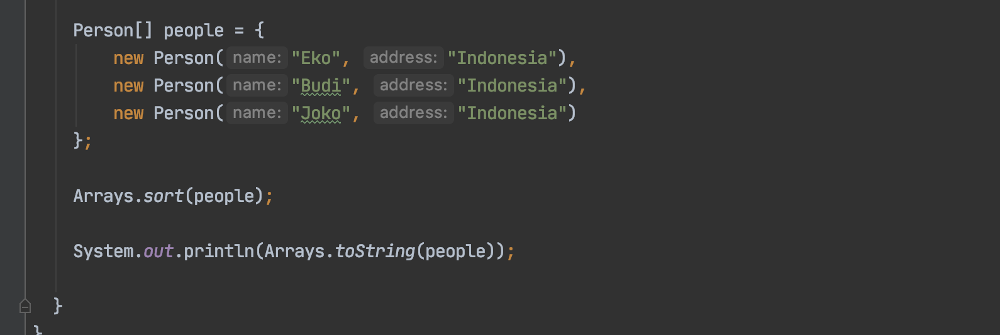 Person[] people = {
new Person( name: "Eko", address: "Indonesia"),
new Person( name: "Budi", address: "Indonesia"),
new Person( name: "Joko", address: "Indonesia")
};
Arrays.sort(people);
System.out.println(Arrays.toString(people));
}
}